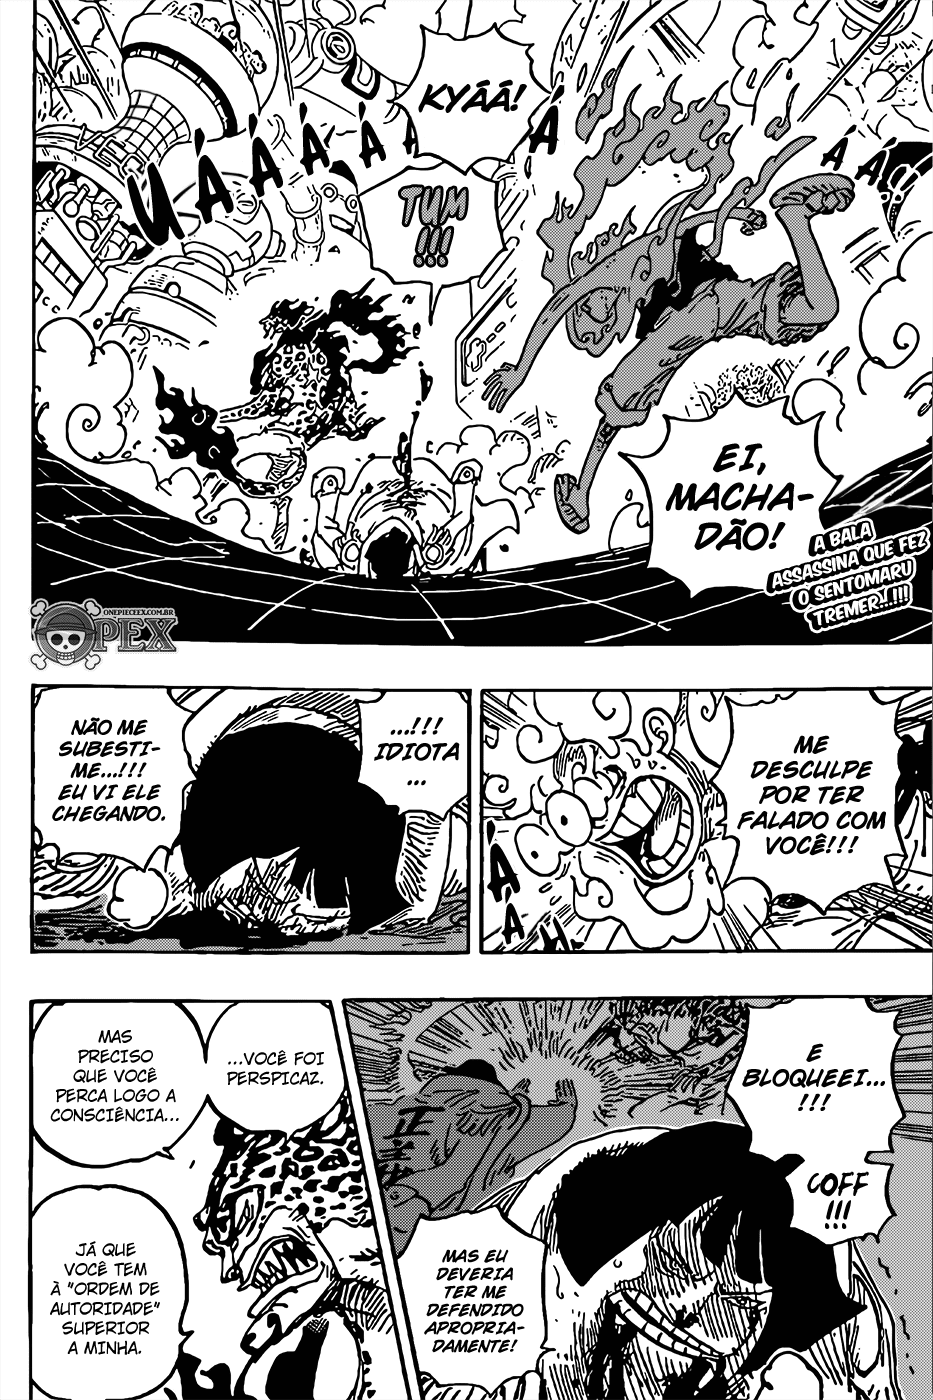 KYÁÁ!
UÁÁÁÁÁ
Á
Á Á!!
TUM
!!!
EI,
MACHA-
DÃO!
A BALA
ASSASSINA QUE FEZ
O SENTOMARU
TREMER...!!!
ONEPIECEEX.COM.BR
OPEX
...!!!
IDIOTA
...
NÃO ME
SUBESTI-
ME...!!!
EU VI ELE
CHEGANDO.
ME
DESCULPE
POR TER
FALADO COM
VOCÊ!!!
A
A
A
H!
...VOCÊ FOI
PERSPICAZ.
MAS
PRECISO
QUE VOCÊ
PERCA LOGO A
CONSCIÊNCIA...
JÁ QUE
VOCÊ TEM
À "ORDEM DE
AUTORIDADE"
SUPERIOR
A MINHA.
E
BLOQUEEI...
!!!
COFF
!!!
MAS EU
DEVERIA
TER ME
DEFENDIDO
APROPRIA-
DAMENTE!